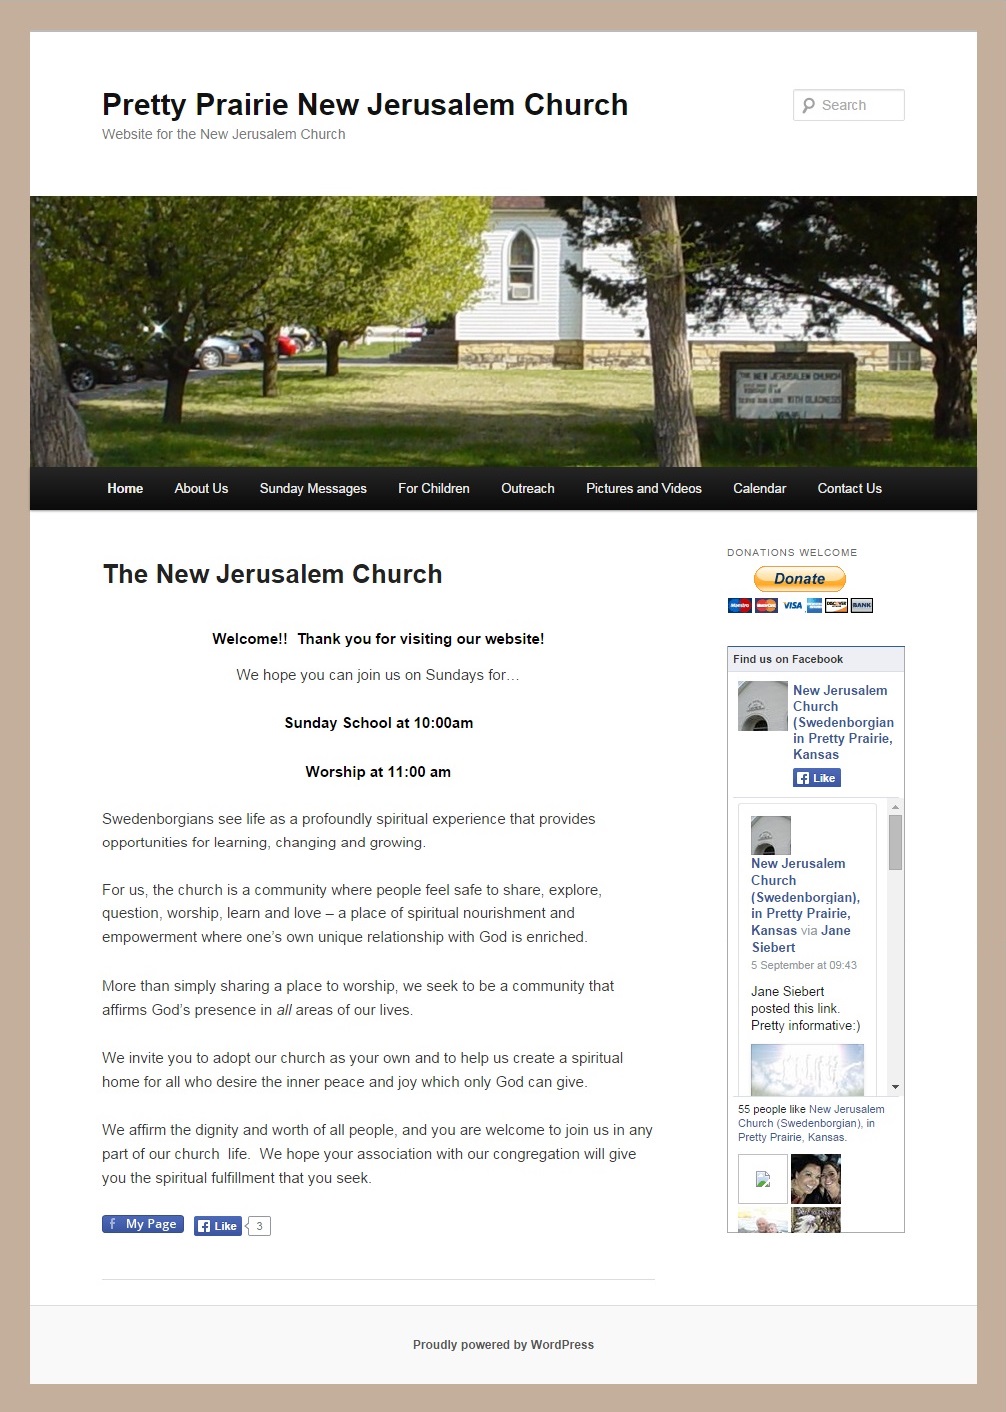 Pretty Prairie New Jerusalem Church
Website for the New Jerusalem Church
Search
THE NEW JERUSALEM CHURCH
WITH GLADNESS
Home About Us Sunday Messages For Children Outreach Pictures and Videos Calendar Contact Us
The New Jerusalem Church
Welcome!!  Thank you for visiting our website!
We hope you can join us on Sundays for…
Sunday School at 10:00am
Worship at 11:00 am
Swedenborgians see life as a profoundly spiritual experience that provides
opportunities for learning, changing and growing.
For us, the church is a community where people feel safe to share, explore,
question, worship, learn and love – a place of spiritual nourishment and
empowerment where one’s own unique relationship with God is enriched.
More than simply sharing a place to worship, we seek to be a community that
affirms God’s presence in all areas of our lives.
We invite you to adopt our church as your own and to help us create a spiritual
home for all who desire the inner peace and joy which only God can give.
We affirm the dignity and worth of all people, and you are welcome to join us in any
part of our church  life.  We hope your association with our congregation will give
you the spiritual fulfillment that you seek.
f My Page
Like 3
DONATIONS WELCOME
Donate
Maestro MasterCard VISA DISCOVER BANK
Find us on Facebook
New Jerusalem
Church
(Swedenborgian
in Pretty Prairie,
Kansas
Like
New Jerusalem
Church
(Swedenborgian),
in Pretty Prairie,
Kansas via Jane
Siebert
5 September at 09:43
Jane Siebert
posted this link.
Pretty informative:)
55 people like New Jerusalem
Church (Swedenborgian), in
Pretty Prairie, Kansas.
Proudly powered by WordPress